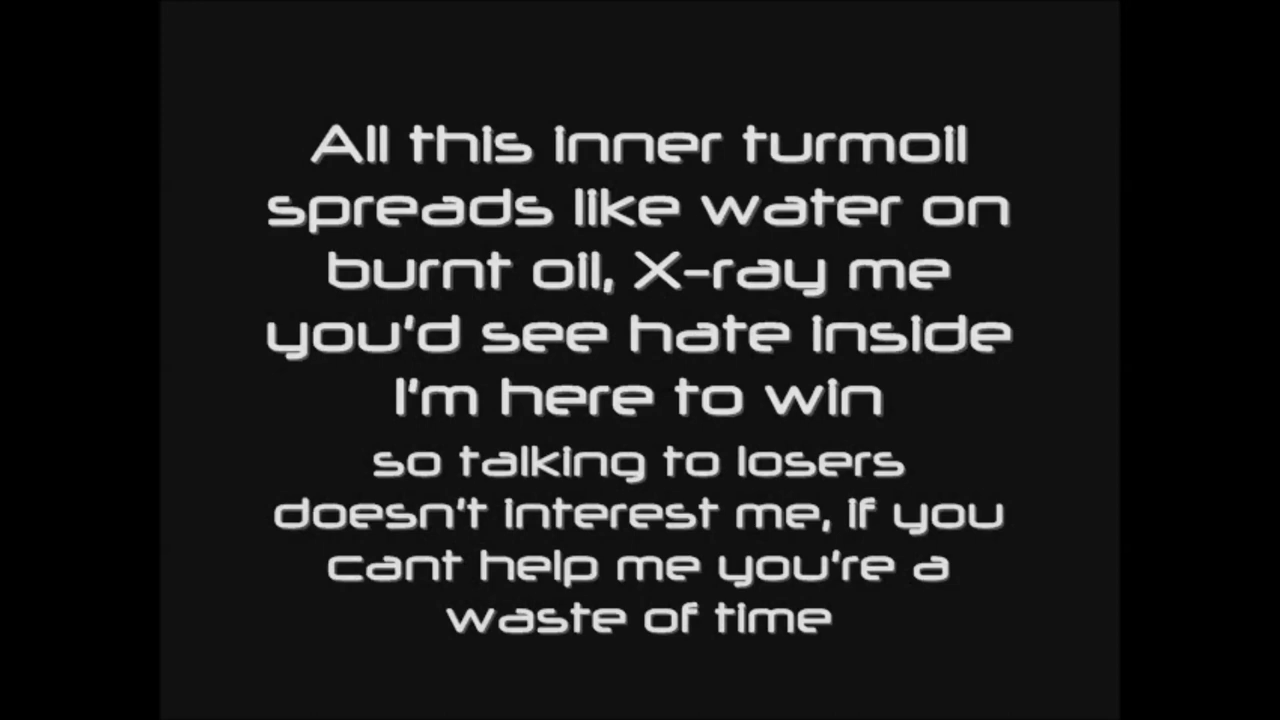 All this inner turmoil
spreads like water on
burnt oil, X-ray me
you'd see hate inside
I'm here to win
so talking to losers
doesn't interest me, if you
cant help me you're a
waste of time